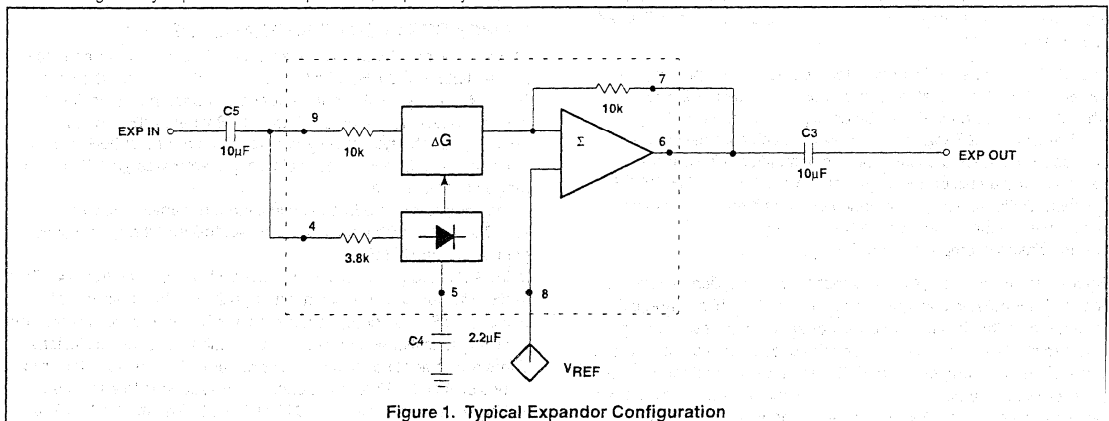 C5
9
10k
7
EXP IN
10μF
10k
ΔG
Σ
6
C3
EXP OUT
10μF
4
3.8k
5
8
C4
2.2μF
VREF
Figure 1. Typical Expandor Configuration